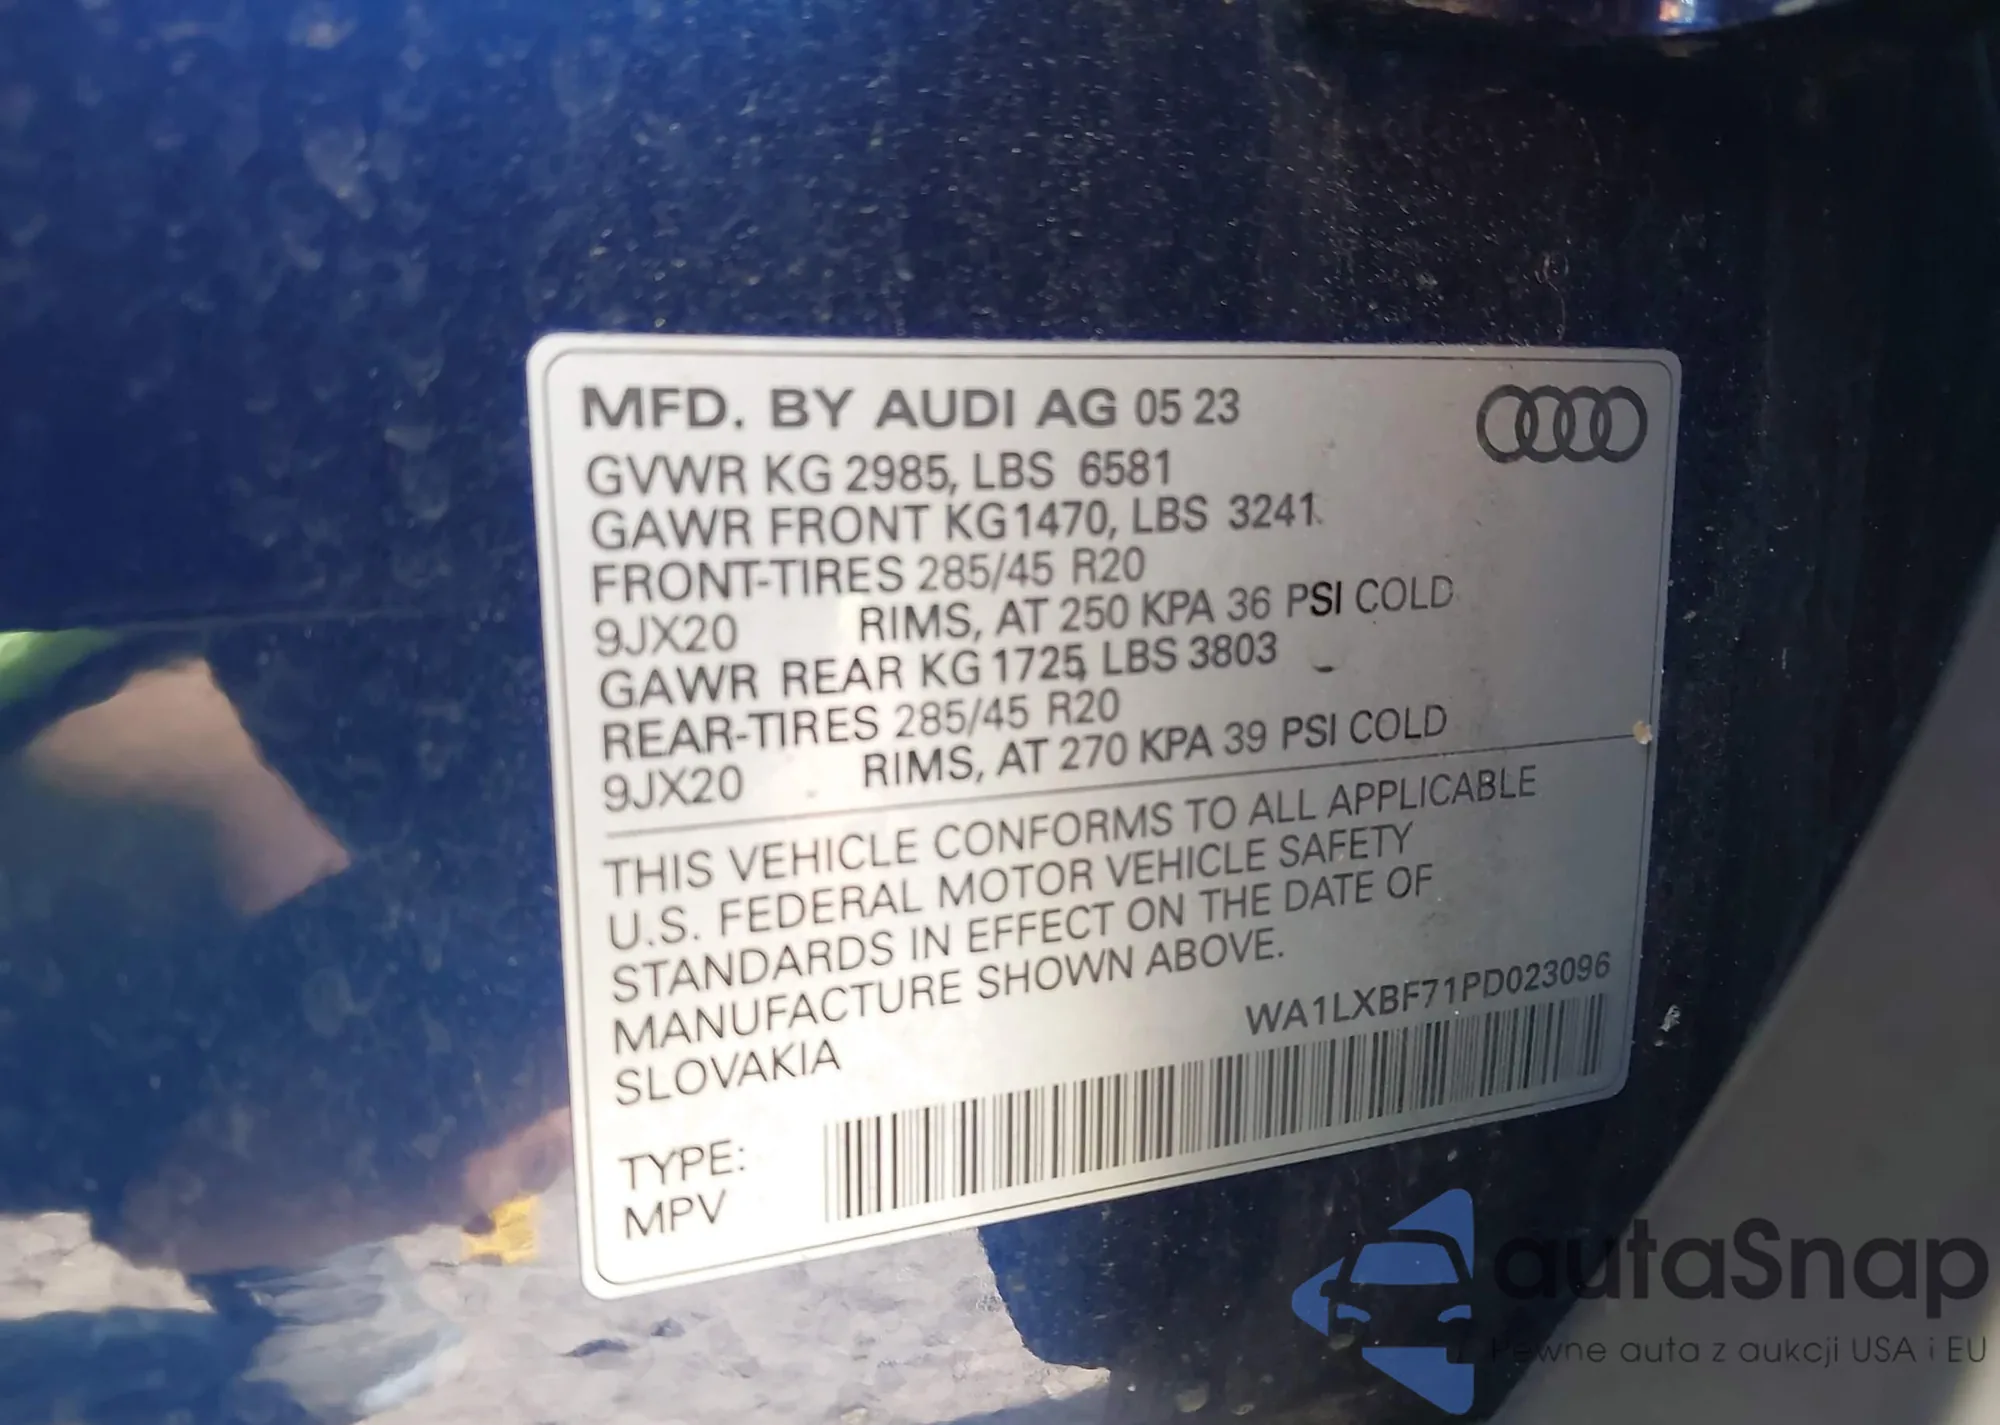 MFD. BY AUDI AG 05 23
GVWR KG 2985, LBS 6581
GAWR FRONT KG1470, LBS 3241
FRONT-TIRES 285/45 R20
9JX20 RIMS, AT 250 KPA 36 PSI COLD
GAWR REAR KG 1725, LBS 3803
REAR-TIRES 285/45 R20
9JX20 RIMS, AT 270 KPA 39 PSI COLD
THIS VEHICLE CONFORMS TO ALL APPLICABLE
U.S. FEDERAL MOTOR VEHICLE SAFETY
STANDARDS IN EFFECT ON THE DATE OF
MANUFACTURE SHOWN ABOVE.
SLOVAKIA
WA1LXBF71PD023096
TYPE:
MPV
autaSnap
Pewne auta z aukcji USA i EU